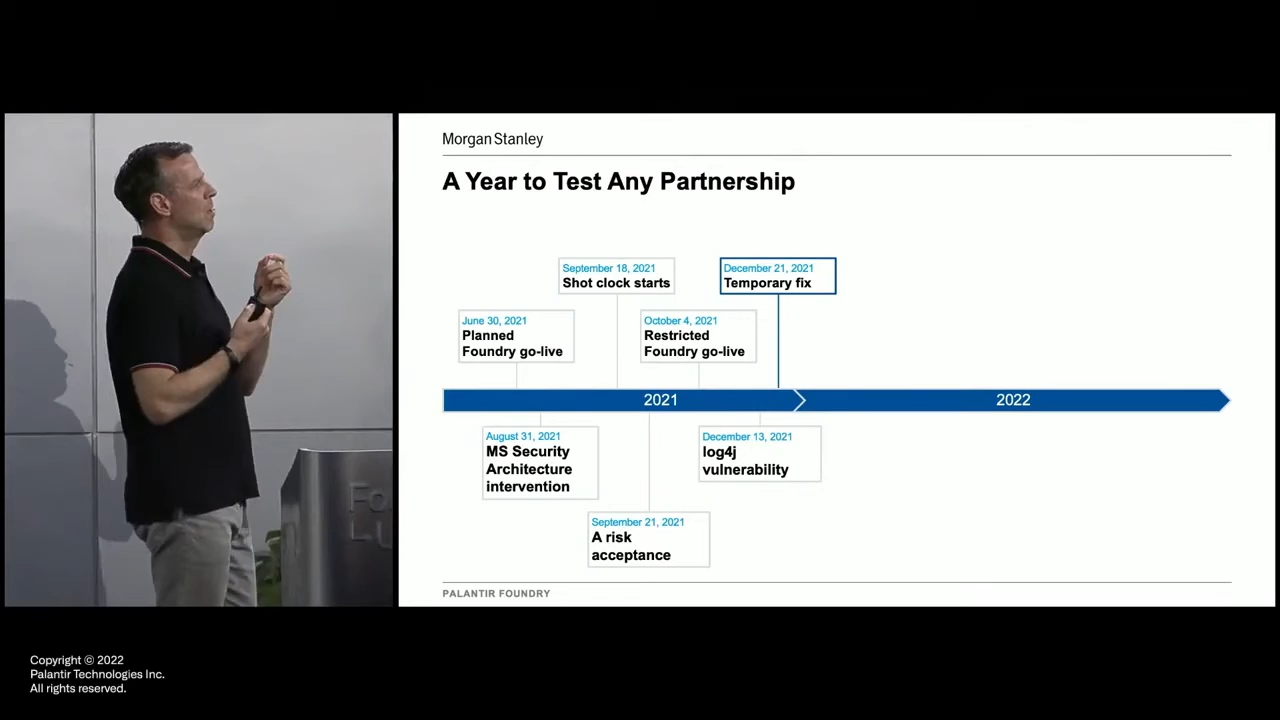 Morgan Stanley
A Year to Test Any Partnership
September 18, 2021
Shot clock starts
December 21, 2021
Temporary fix
June 30, 2021
Planned
Foundry go-live
October 4, 2021
Restricted
Foundry go-live
2021
2022
August 31, 2021
MS Security
Architecture
intervention
December 13, 2021
log4j
vulnerability
September 21, 2021
A risk
acceptance
PALANTIR FOUNDRY
Copyright © 2022
Palantir Technologies Inc.
All rights reserved.